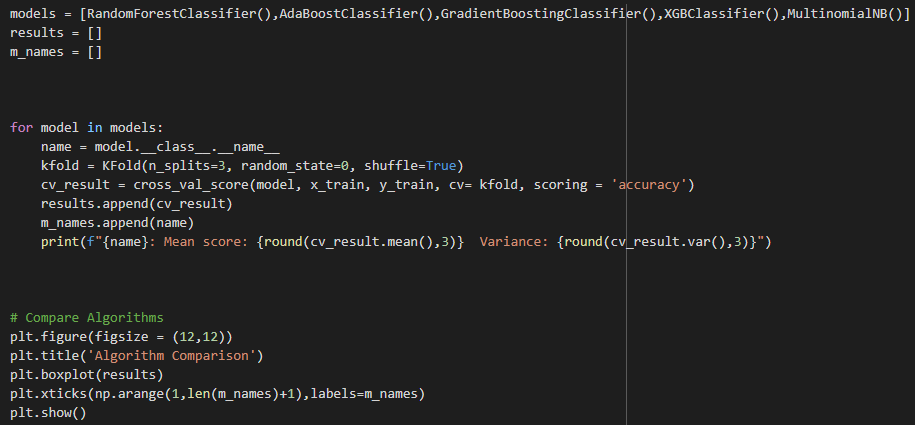 models = [RandomForestClassifier(),AdaBoostClassifier(),GradientBoostingClassifier(),XGBClassifier(),MultinomialNB()]
results = []
m_names = []
for model in models:
    name = model.__class__.__name__
    kfold = KFold(n_splits=3, random_state=0, shuffle=True)
    cv_result = cross_val_score(model, x_train, y_train, cv= kfold, scoring = 'accuracy')
    results.append(cv_result)
    m_names.append(name)
    print(f"{name}: Mean score: {round(cv_result.mean(),3)}  Variance: {round(cv_result.var(),3)}")
# Compare Algorithms
plt.figure(figsize = (12,12))
plt.title('Algorithm Comparison')
plt.boxplot(results)
plt.xticks(np.arange(1,len(m_names)+1),labels=m_names)
plt.show()